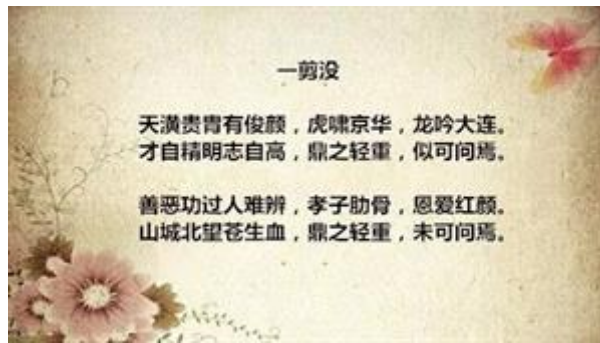 一剪没
天潢贵胄有俊颜，虎啸京华，龙吟大连。
才自精明志自高，鼎之轻重，似可问焉。
善恶功过人难辨，孝子肋骨，恩爱红颜。
山城北望苍生血，鼎之轻重，未可问焉。